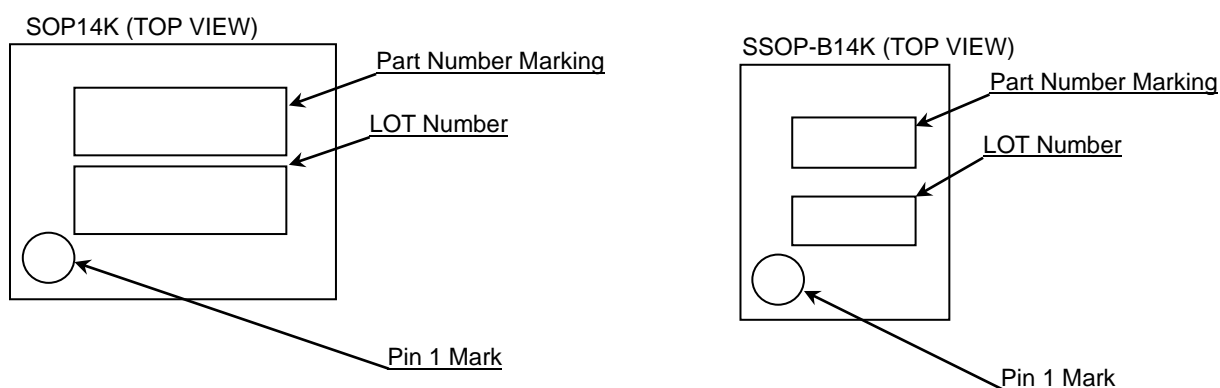 SOP14K (TOP VIEW)
Part Number Marking
LOT Number
Pin 1 Mark
SSOP-B14K (TOP VIEW)
Part Number Marking
LOT Number
Pin 1 Mark